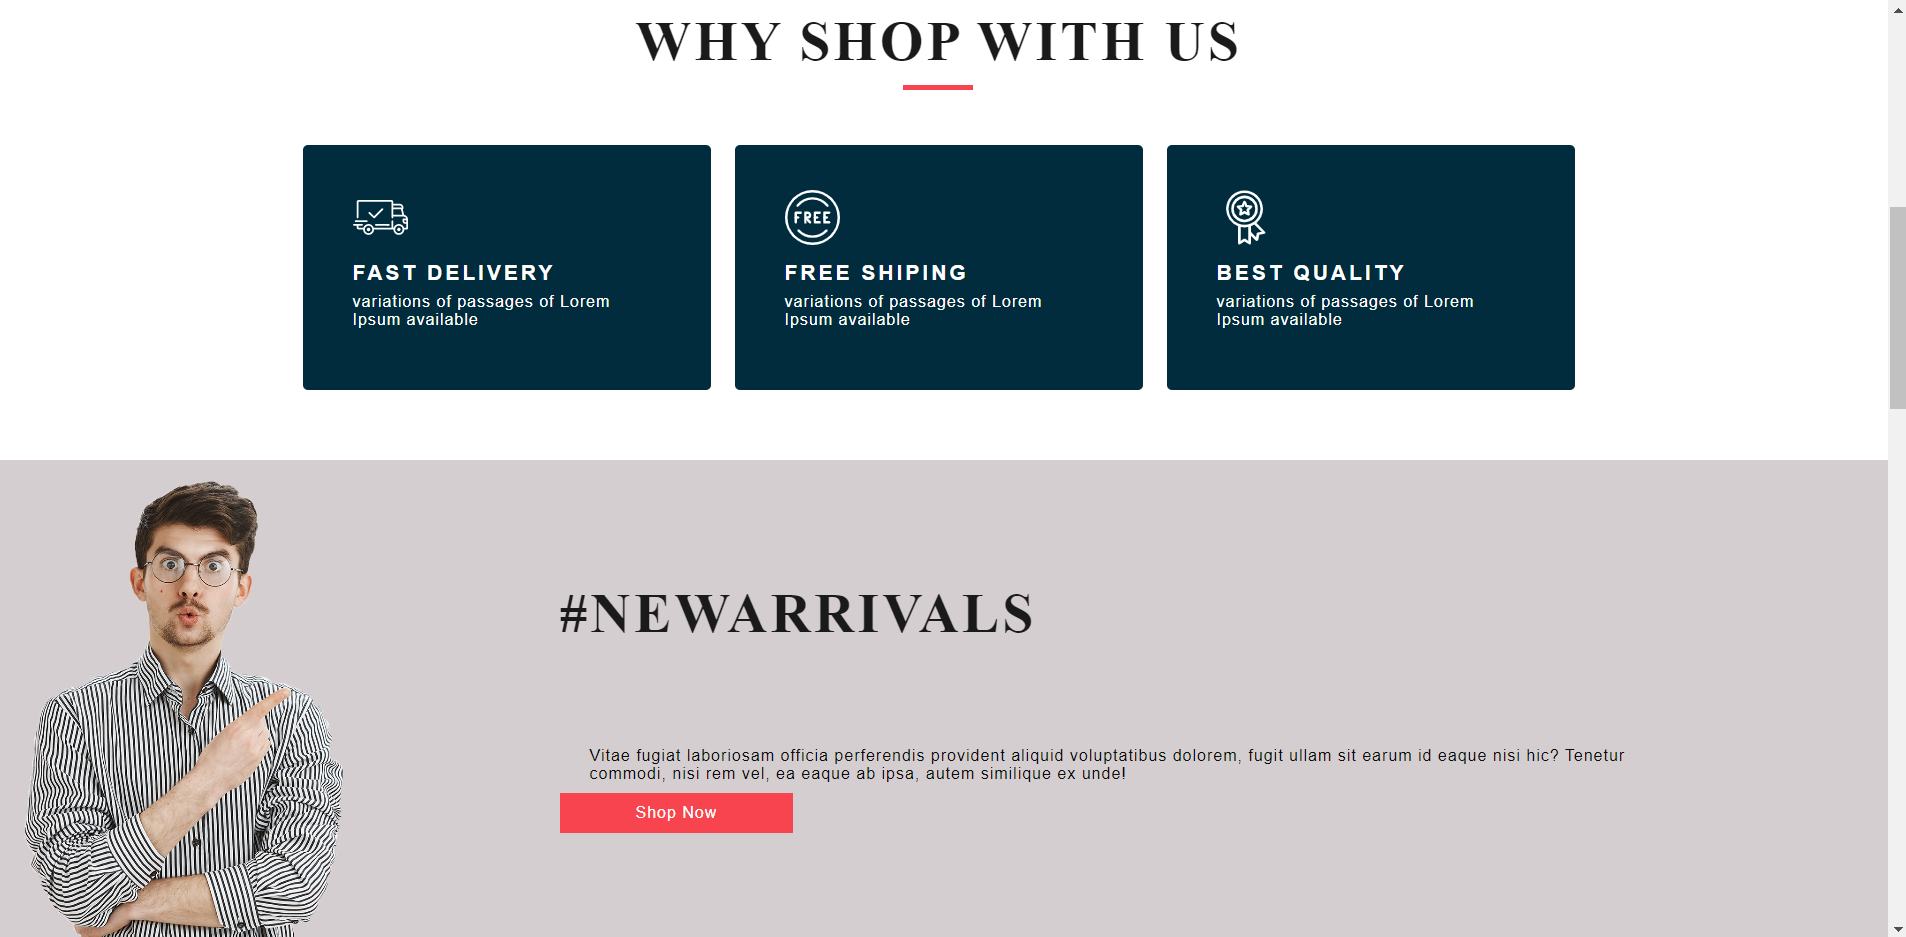 WHY SHOP WITH US
FREE
FAST DELIVERY
variations of passages of Lorem
Ipsum available
FREE SHIPING
variations of passages of Lorem
Ipsum available
BEST QUALITY
variations of passages of Lorem
Ipsum available
#NEWARRIVALS
Vitae fugiat laboriosam officia perferendis provident aliquid voluptatibus dolorem, fugit ullam sit earum id eaque nisi hic? Tenetur
commodi, nisi rem vel, ea eaque ab ipsa, autem similique ex unde!
Shop Now